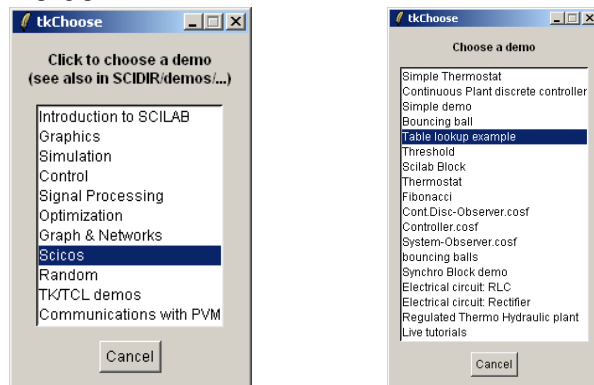 tkChoose
Click to choose a demo
(see also in SCIDIR/demos/...)
Introduction to SCILAB
Graphics
Simulation
Control
Signal Processing
Optimization
Graph & Networks
Scicos
Random
TK/TCL demos
Communications with PVM
Cancel
tkChoose
Choose a demo
Simple Thermostat
Continuous Plant discrete controller
Simple demo
Bouncing ball
Table lookup example
Threshold
Scilab Block
Thermostat
Fibonacci
Cont.Disc-Observer.cosf
Controller.cosf
System-Observer.cosf
bouncing balls
Synchro Block demo
Electrical circuit: RLC
Electrical circuit: Rectifier
Regulated Thermo Hydraulic plant
Live tutorials
Cancel